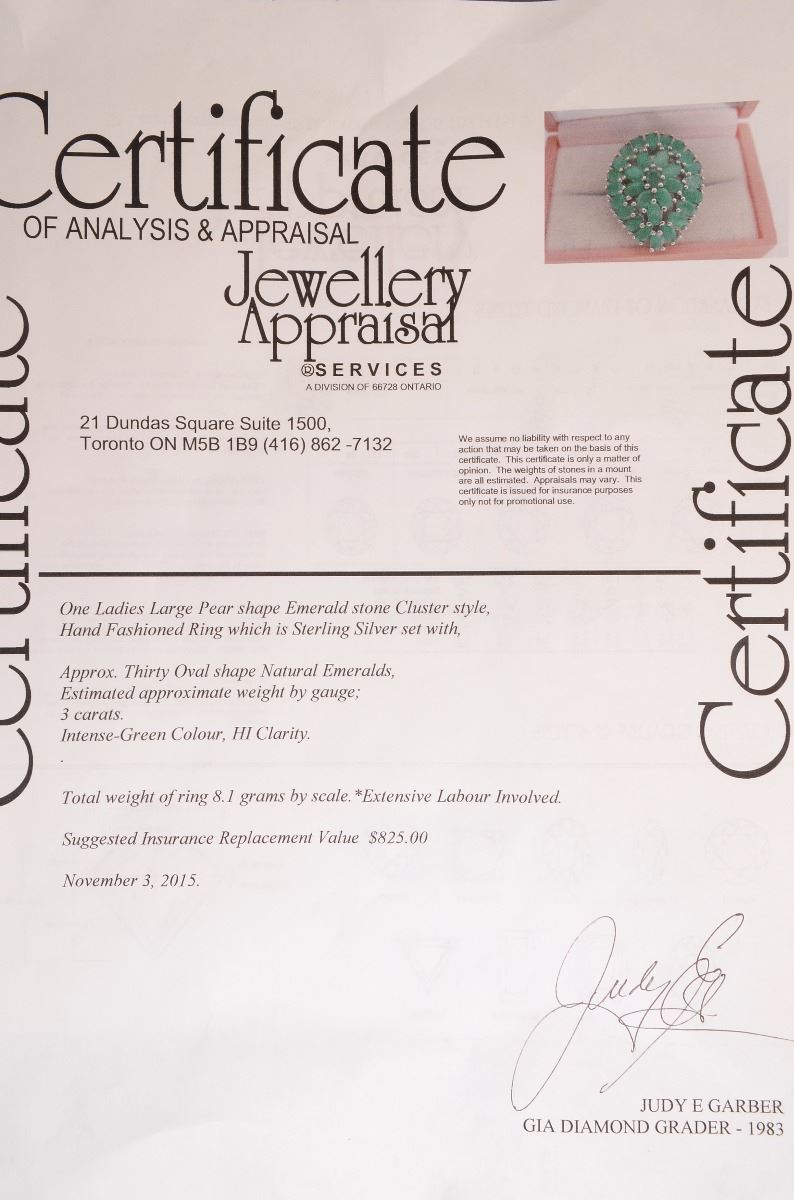 Certificate
OF ANALYSIS & APPRAISAL
Jewellery
Appraisal
®SERVICES
A DIVISION OF 66728 ONTARIO
21 Dundas Square Suite 1500,
Toronto ON M5B 1B9 (416) 862 -7132
We assume no liability with respect to any
action that may be taken on the basis of this
certificate. This certificate is only a matter of
opinion. The weights of stones in a mount
are all estimated. Appraisals may vary. This
certificate is issued for insurance purposes
only not for promotional use.
Certificate
Certificate
One Ladies Large Pear shape Emerald stone Cluster style,
Hand Fashioned Ring which is Sterling Silver set with,
Approx. Thirty Oval shape Natural Emeralds,
Estimated approximate weight by gauge;
3 carats.
Intense-Green Colour, HI Clarity.
.
Total weight of ring 8.1 grams by scale.*Extensive Labour Involved.
Suggested Insurance Replacement Value $825.00
November 3, 2015.
Judy E
JUDY E GARBER
GIA DIAMOND GRADER - 1983